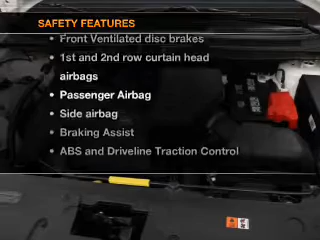 SAFETY FEATURES
• Front Ventilated disc brakes
• 1st and 2nd row curtain head
airbags
• Passenger Airbag
• Side airbag
• Braking Assist
• ABS and Driveline Traction Control